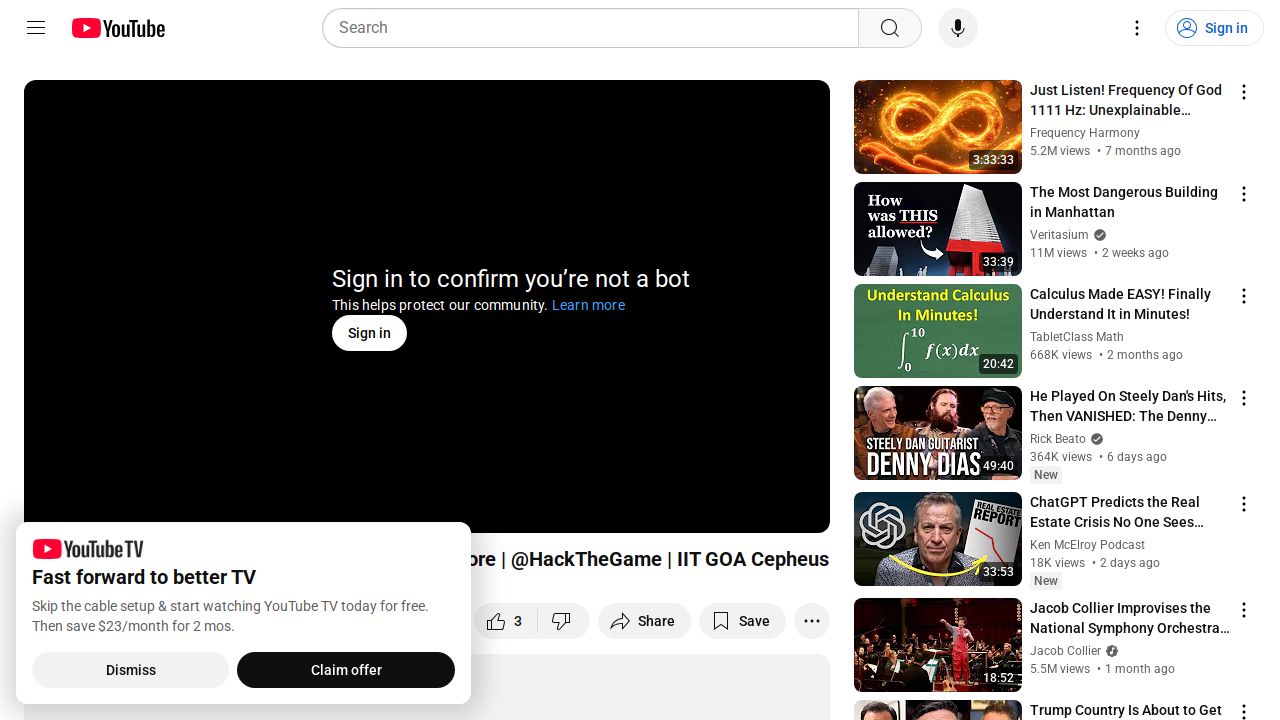 YouTube
Search
Sign in
Sign in to confirm you're not a bot
This helps protect our community. Learn more
Sign in
ore | @HackTheGame | IIT GOA Cepheus
3
Share
Save
YouTube TV
Fast forward to better TV
Skip the cable setup & start watching YouTube TV today for free.
Then save $23/month for 2 mos.
Dismiss
Claim offer
3:33:33
Just Listen! Frequency Of God
1111 Hz: Unexplainable…
Frequency Harmony
5.2M views • 7 months ago
How
was THIS
allowed?
33:39
The Most Dangerous Building
in Manhattan
Veritasium
11M views • 2 weeks ago
Understand Calculus
In Minutes!
∫₀¹⁰ f(x)dx
20:42
Calculus Made EASY! Finally
Understand It in Minutes!
TabletClass Math
668K views • 2 months ago
STEELY DAN GUITARIST
DENNY DIAS
49:40
He Played On Steely Dan's Hits,
Then VANISHED: The Denny…
Rick Beato
364K views • 6 days ago
New
REAL ESTATE
REPORT
33:53
ChatGPT Predicts the Real
Estate Crisis No One Sees…
Ken McElroy Podcast
18K views • 2 days ago
New
18:52
Jacob Collier Improvises the
National Symphony Orchestra…
Jacob Collier
5.5M views • 1 month ago
Trump Country Is About to Get